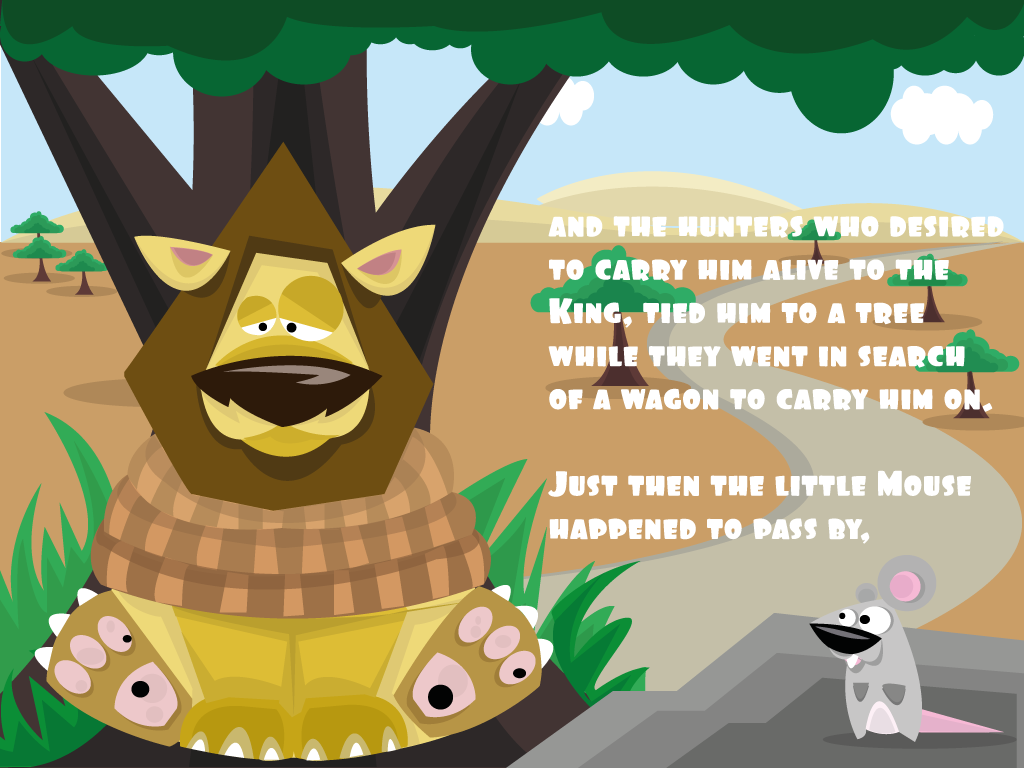 and the hunters who desired
to carry him alive to the
King, tied him to a tree
while they went in search
of a wagon to carry him on.
Just then the little Mouse
happened to pass by,